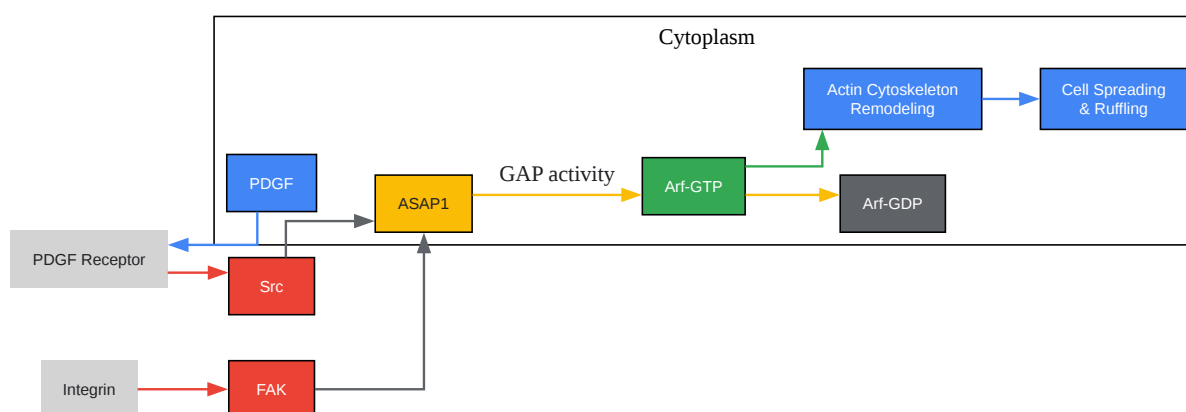 Cytoplasm
Actin Cytoskeleton
Remodeling
Cell Spreading
& Ruffling
PDGF
GAP activity
Arf-GTP
ASAP1
Arf-GDP
PDGF Receptor
Src
Integrin
FAK